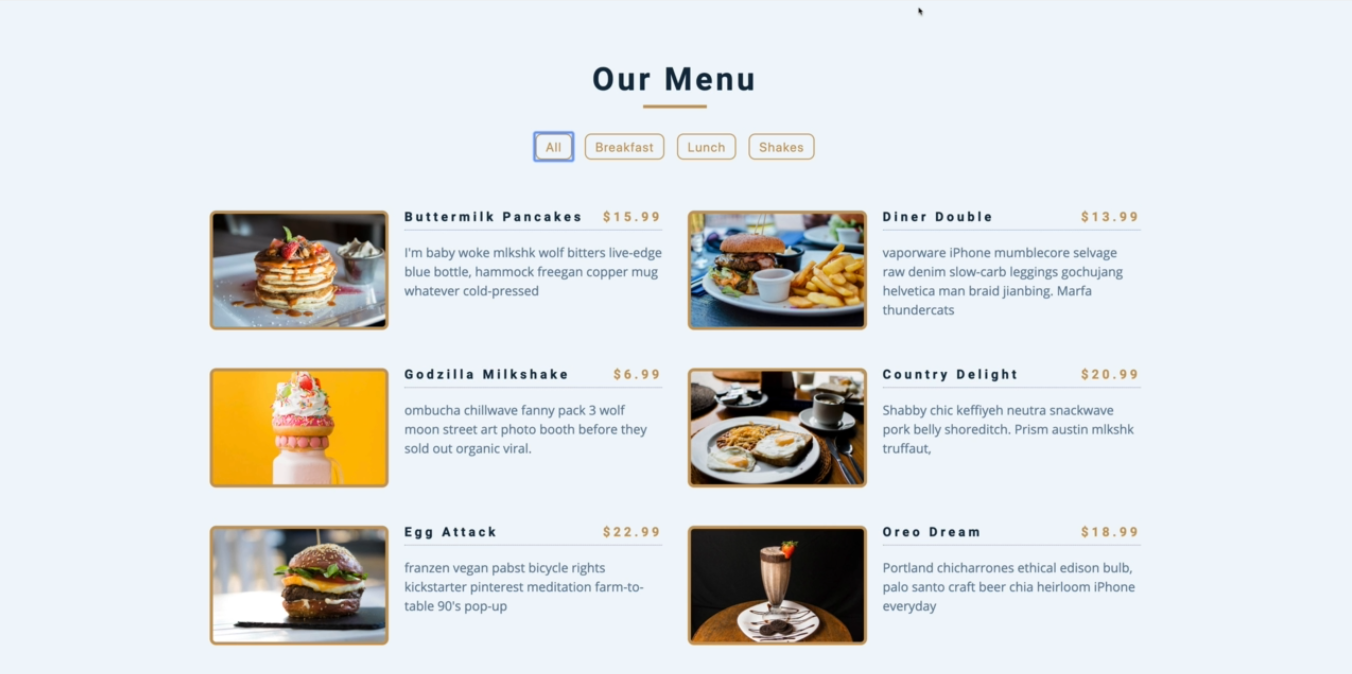 Our Menu
All
Breakfast
Lunch
Shakes
Buttermilk Pancakes $15.99
I'm baby woke mlkshk wolf bitters live-edge
blue bottle, hammock freegan copper mug
whatever cold-pressed
Diner Double $13.99
vaporware iPhone mumblecore selvage
raw denim slow-carb leggings gochujang
helvetica man braid jianbing. Marfa
thundercats
Godzilla Milkshake $6.99
ombucha chillwave fanny pack 3 wolf
moon street art photo booth before they
sold out organic viral.
Country Delight $20.99
Shabby chic keffiyeh neutra snackwave
pork belly shoreditch. Prism austin mlkshk
truffaut,
Egg Attack $22.99
franzen vegan pabst bicycle rights
kickstarter pinterest meditation farm-to-
table 90's pop-up
Oreo Dream $18.99
Portland chicharrones ethical edison bulb,
palo santo craft beer chia heirloom iPhone
everyday